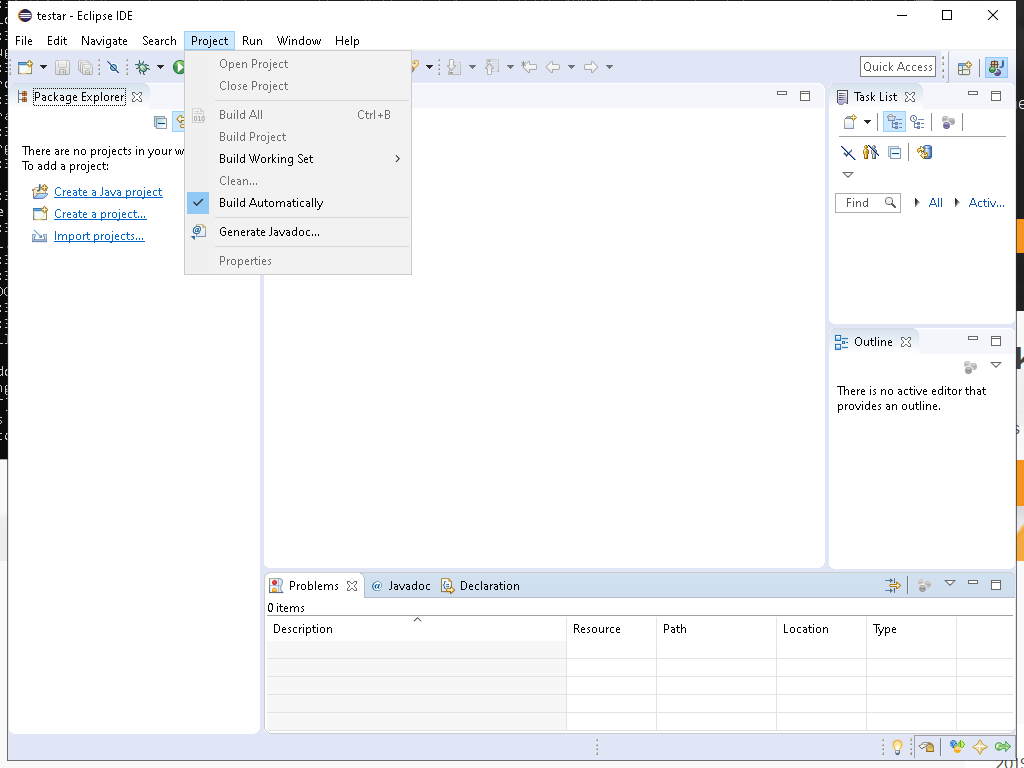 testar - Eclipse IDE
File Edit Navigate Search Project Run Window Help
Quick Access
Open Project
Close Project
Build All Ctrl+B
Build Project
Build Working Set
Clean...
Build Automatically
Generate Javadoc...
Properties
Package Explorer
There are no projects in your w
To add a project:
Create a Java project
Create a project...
Import projects...
Task List
Find All Activ...
Outline
There is no active editor that
provides an outline.
Problems @ Javadoc Declaration
0 items
Description Resource Path Location Type
2019